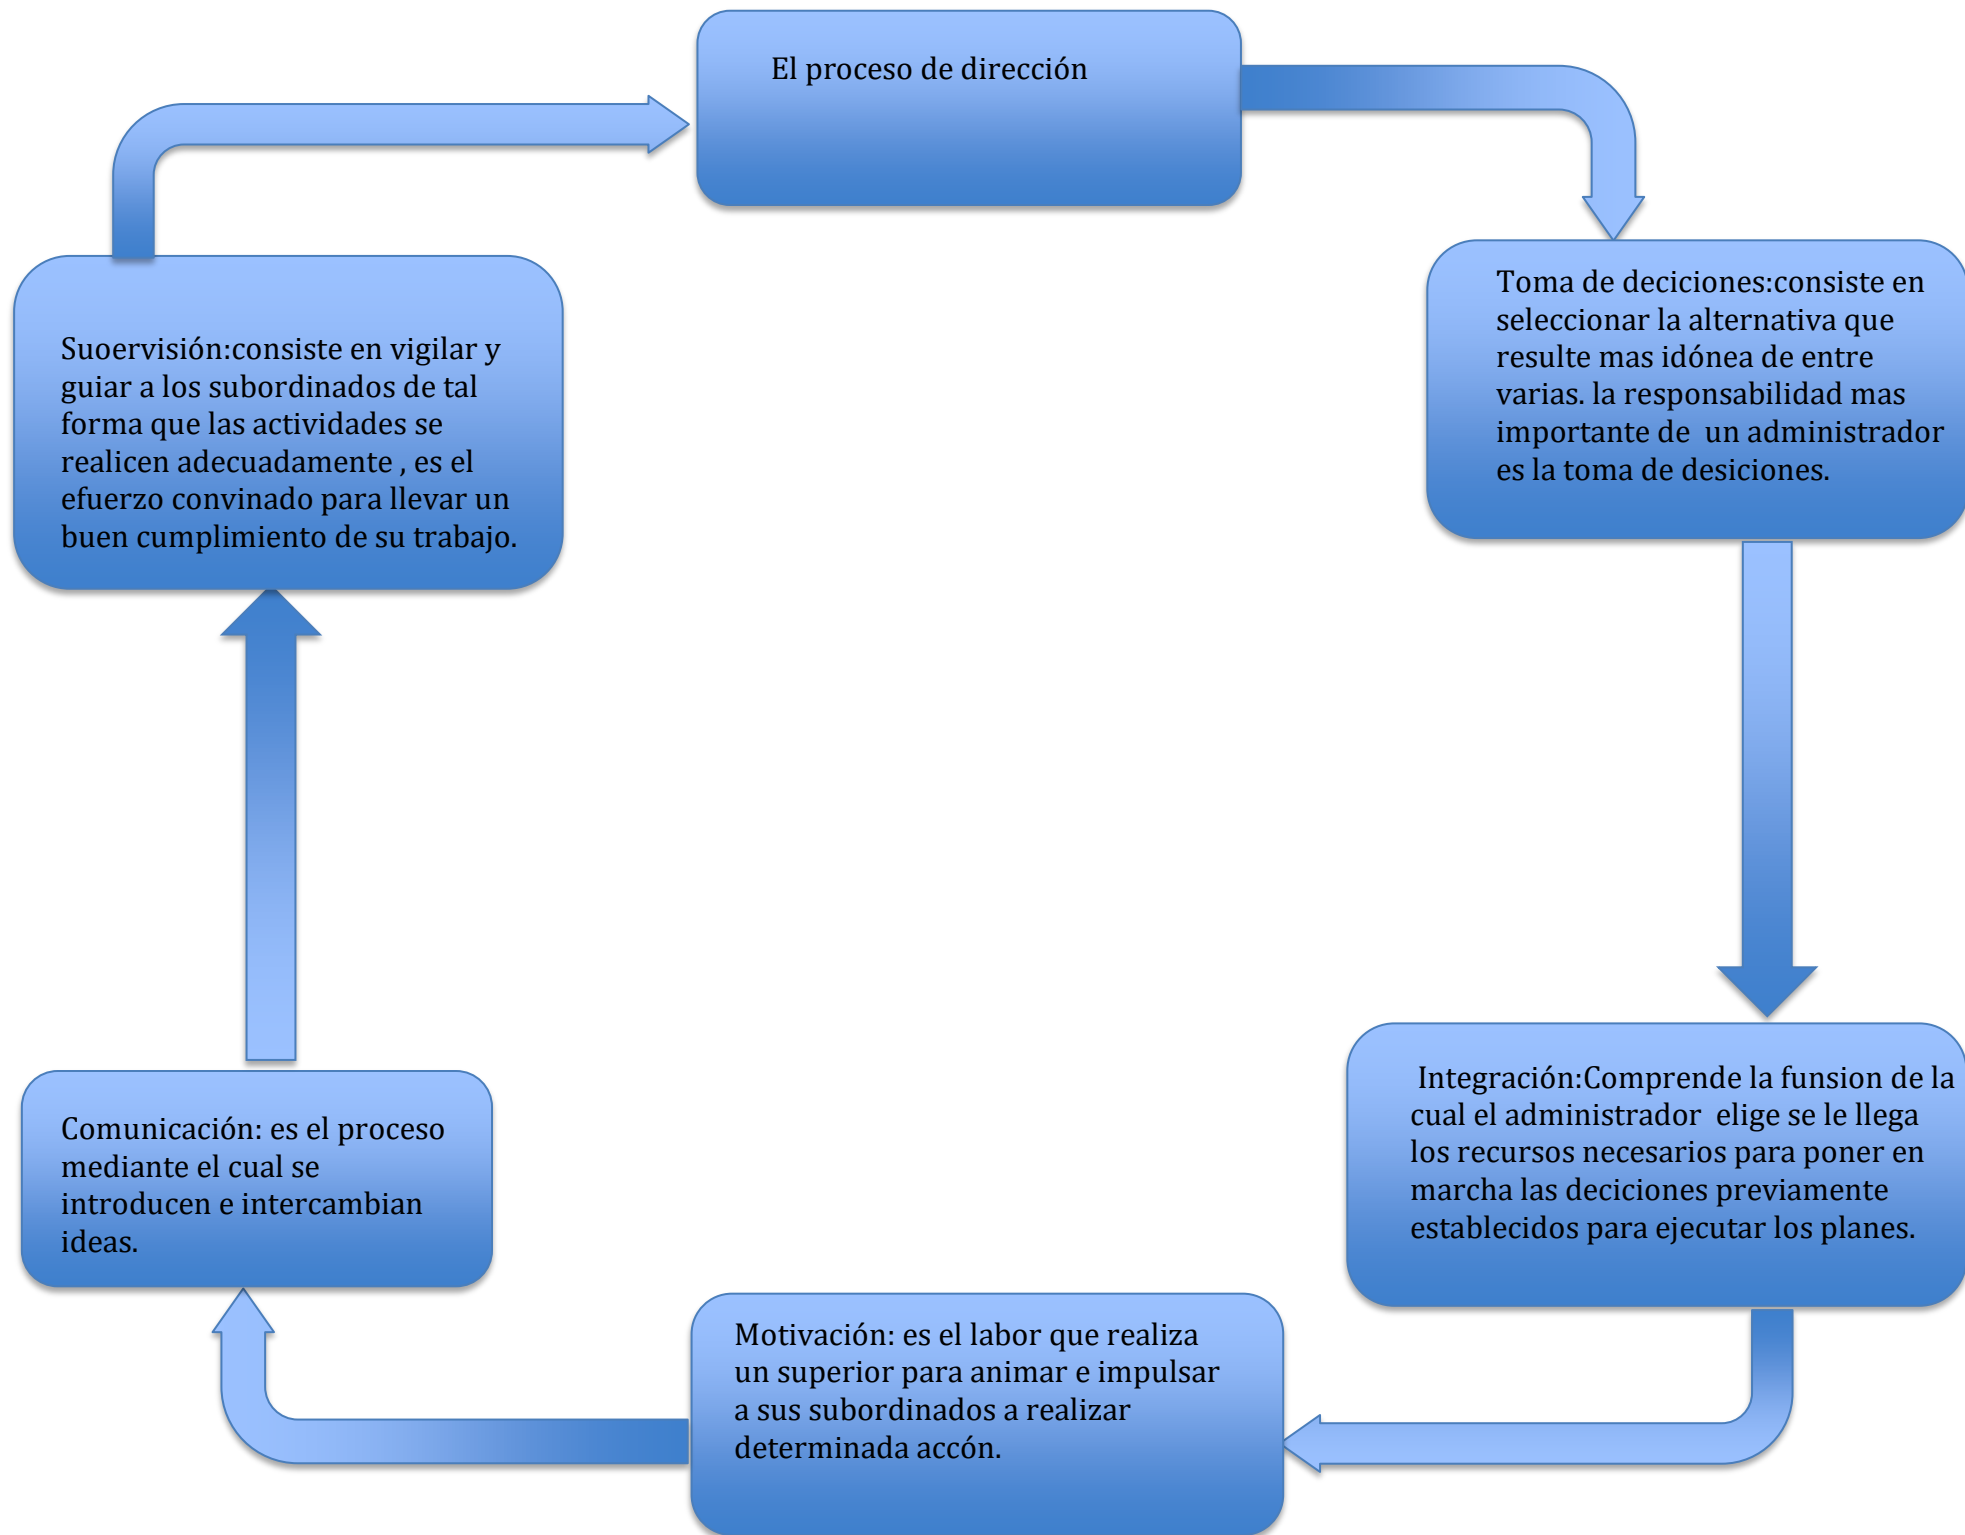 El proceso de dirección
Toma de deciciones:consiste en
seleccionar la alternativa que
resulte mas idónea de entre
varias. la responsabilidad mas
importante de  un administrador
es la toma de desiciones.
Integración:Comprende la funsion de la
cual el administrador  elige se le llega
los recursos necesarios para poner en
marcha las deciciones previamente
establecidos para ejecutar los planes.
Motivación: es el labor que realiza
un superior para animar e impulsar
a sus subordinados a realizar
determinada accón.
Comunicación: es el proceso
mediante el cual se
introducen e intercambian
ideas.
Suoervisión:consiste en vigilar y
guiar a los subordinados de tal
forma que las actividades se
realicen adecuadamente , es el
efuerzo convinado para llevar un
buen cumplimiento de su trabajo.